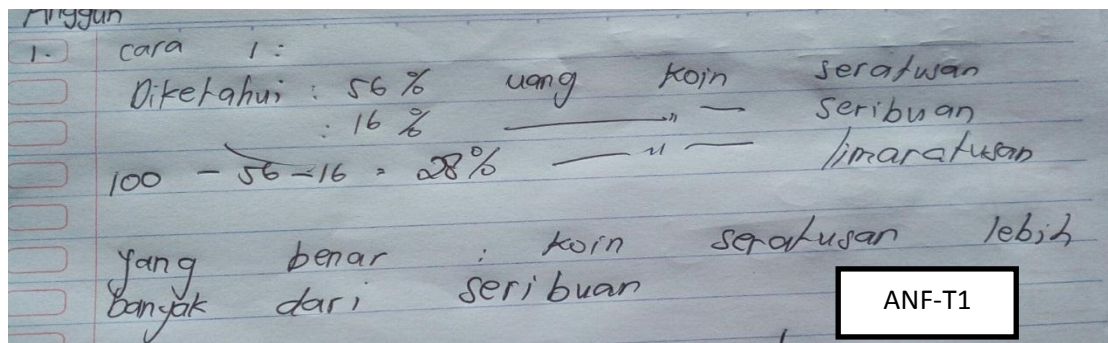 Anggun
1. cara 1 :
Diketahui : 56 % uang koin seratusan
: 16 % —— " — seribuan
100 - 56 - 16 = 28% —— " — limaratusan
yang benar : koin seratusan lebih
banyak dari seribuan
ANF-T1